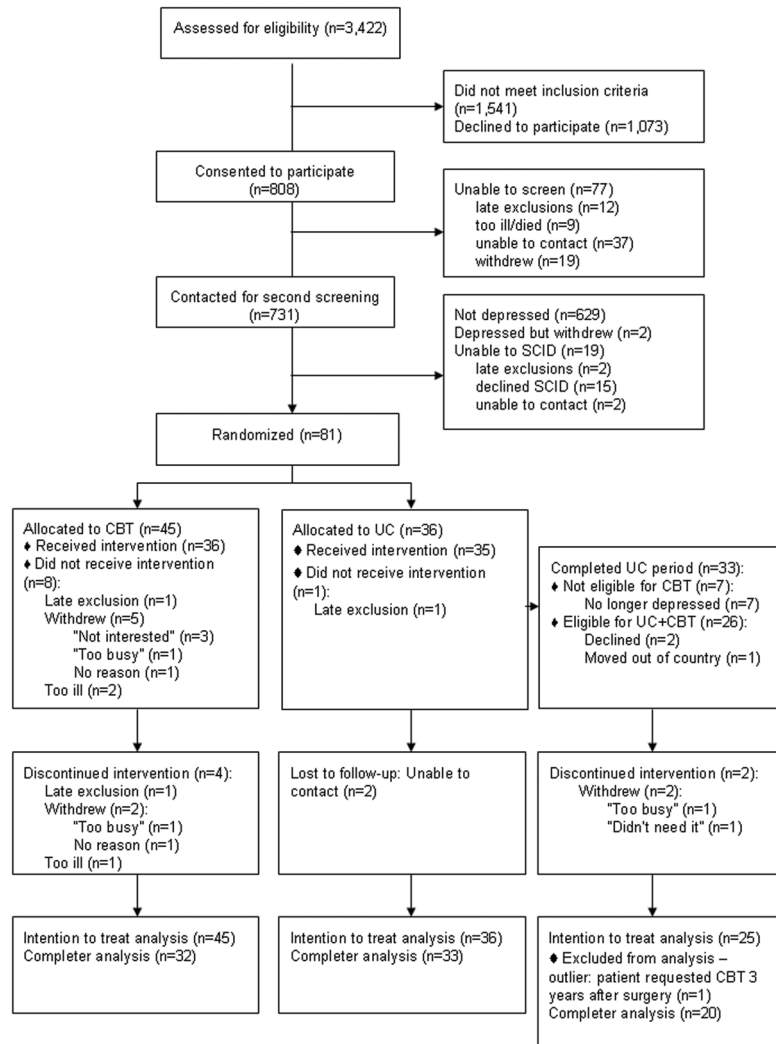 Assessed for eligibility (n=3,422)
Did not meet inclusion criteria
(n=1,541)
Declined to participate (n=1,073)
Consented to participate
(n=808)
Unable to screen (n=77)
late exclusions (n=12)
too ill/died (n=9)
unable to contact (n=37)
withdrew (n=19)
Contacted for second screening
(n=731)
Not depressed (n=629)
Depressed but withdrew (n=2)
Unable to SCID (n=19)
late exclusions (n=2)
declined SCID (n=15)
unable to contact (n=2)
Randomized (n=81)
Allocated to CBT (n=45)
♦ Received intervention (n=36)
♦ Did not receive intervention
(n=8):
Late exclusion (n=1)
Withdrew (n=5)
"Not interested" (n=3)
"Too busy" (n=1)
No reason (n=1)
Too ill (n=2)
Allocated to UC (n=36)
♦ Received intervention (n=35)
♦ Did not receive intervention
(n=1):
Late exclusion (n=1)
Completed UC period (n=33):
♦ Not eligible for CBT (n=7):
No longer depressed (n=7)
♦ Eligible for UC+CBT (n=26):
Declined (n=2)
Moved out of country (n=1)
Discontinued intervention (n=4):
Late exclusion (n=1)
Withdrew (n=2):
"Too busy" (n=1)
No reason (n=1)
Too ill (n=1)
Lost to follow-up: Unable to
contact (n=2)
Discontinued intervention (n=2):
Withdrew (n=2):
"Too busy" (n=1)
"Didn't need it" (n=1)
Intention to treat analysis (n=45)
Completer analysis (n=32)
Intention to treat analysis (n=36)
Completer analysis (n=33)
Intention to treat analysis (n=25)
♦ Excluded from analysis –
outlier: patient requested CBT 3
years after surgery (n=1)
Completer analysis (n=20)